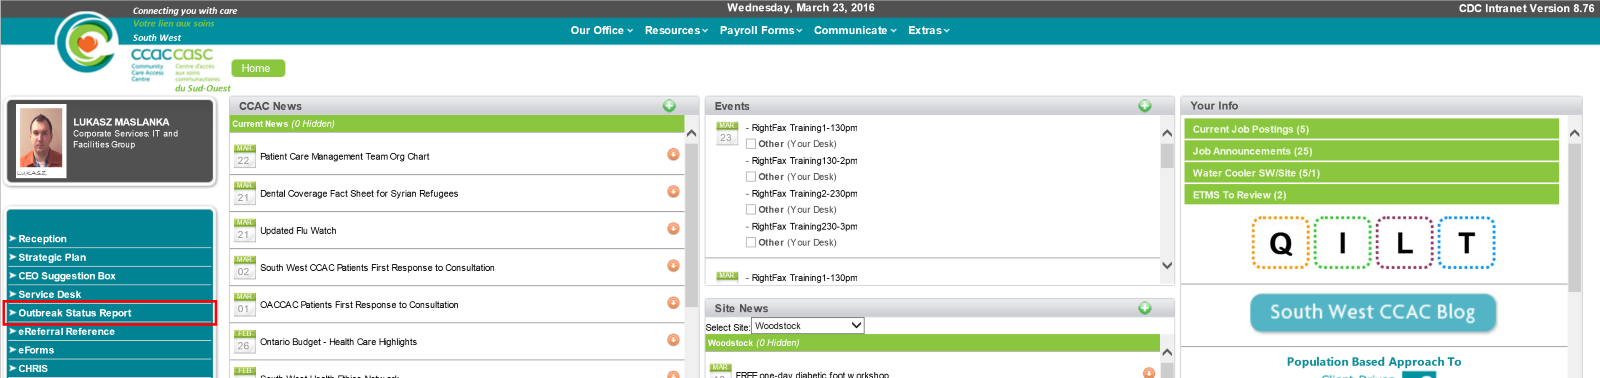 Connecting you with care
Wednesday, March 23, 2016
CDC Intranet Version 8.76
Votre lien aux soins
South West
Our Office
Resources
Payroll Forms
Communicate
Extras
ccaccasc
Community
Care Access
Centre
Centre d'accès
aux soins
communautaires
du Sud-Ouest
Home
LUKASZ MASLANKA
Corporate Services: IT and
Facilities Group
LUKASZ
Reception
Strategic Plan
CEO Suggestion Box
Service Desk
Outbreak Status Report
eReferral Reference
eForms
CHRIS
CCAC News
Current News (0 Hidden)
MAR
22
Patient Care Management Team Org Chart
MAR
21
Dental Coverage Fact Sheet for Syrian Refugees
MAR
21
Updated Flu Watch
MAR
02
South West CCAC Patients First Response to Consultation
MAR
01
OACCAC Patients First Response to Consultation
FEB
26
Ontario Budget - Health Care Highlights
FEB
South West Health Ethics Network
Events
MAR
23
- RightFax Training1-130pm
Other (Your Desk)
- RightFax Training130-2pm
Other (Your Desk)
- RightFax Training2-230pm
Other (Your Desk)
- RightFax Training230-3pm
Other (Your Desk)
MAR
- RightFax Training1-130pm
Site News
Select Site: Woodstock
Woodstock (0 Hidden)
MAR
FREE one-day diabetic foot workshop
Your Info
Current Job Postings (5)
Job Announcements (25)
Water Cooler SW/Site (5/1)
ETMS To Review (2)
Q I L T
South West CCAC Blog
Population Based Approach To
Client-Driven